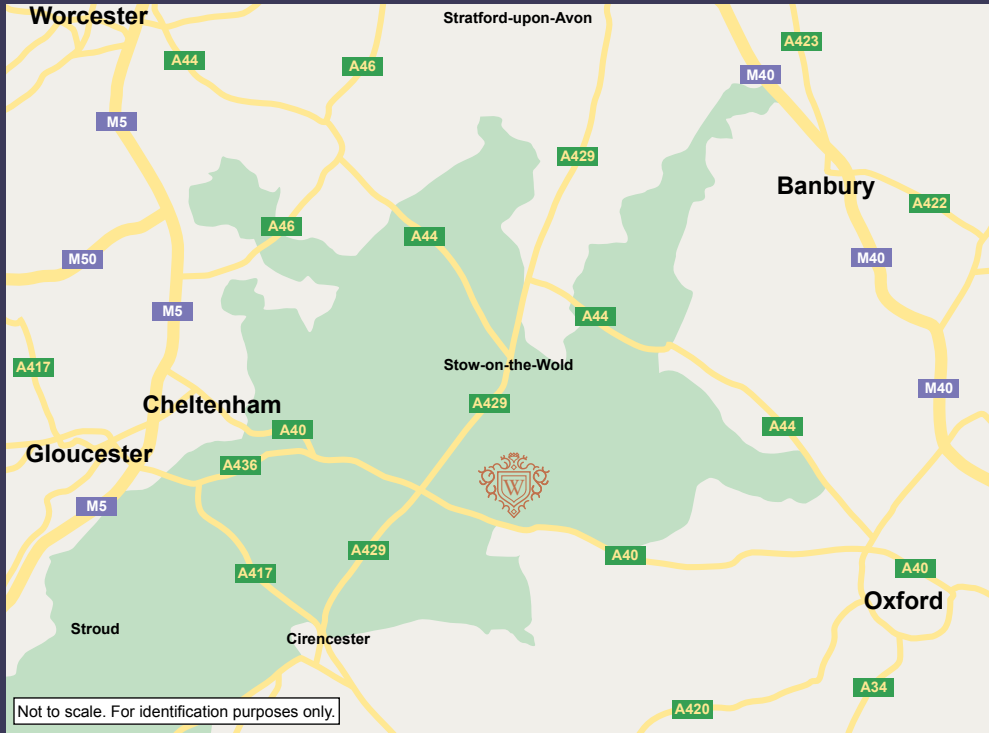 Worcester
Stratford-upon-Avon
A423
A44
A46
M40
M5
A429
Banbury
A422
A46
A44
M50
M40
M5
A44
A417
Stow-on-the-Wold
M40
Cheltenham
A429
A40
A44
Gloucester
A436
W
M5
A429
A40
A417
A40
Oxford
Stroud
Cirencester
A34
A420
Not to scale. For identification purposes only.